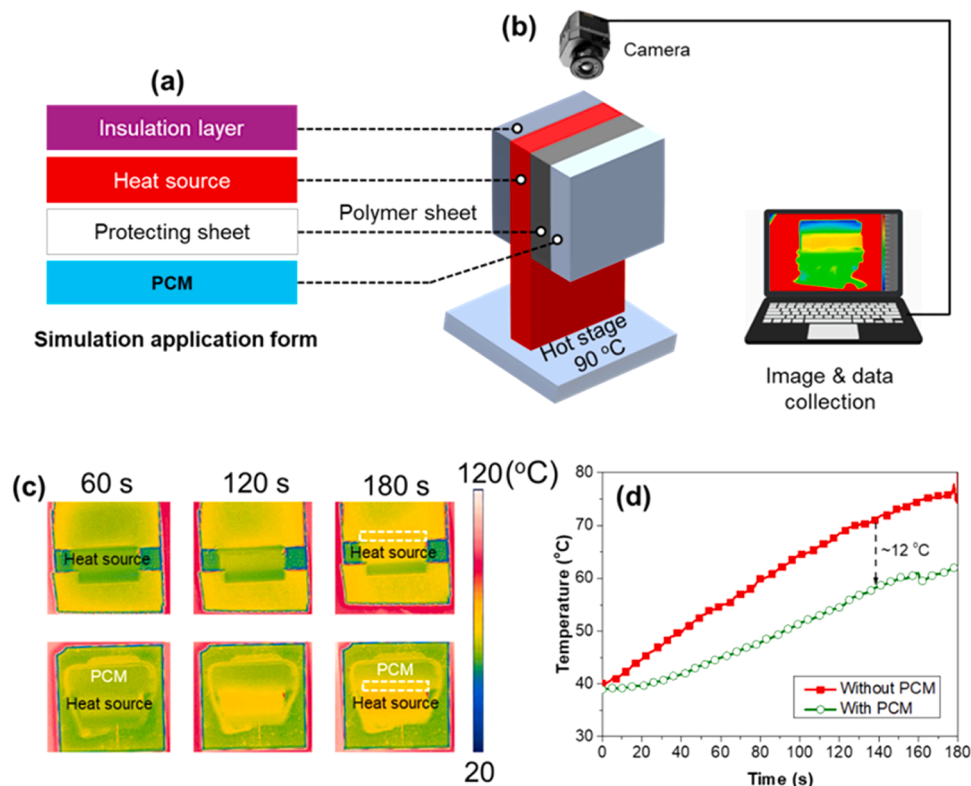 (a)
Insulation layer
Heat source
Protecting sheet
PCM
Simulation application form
(b)
Camera
Polymer sheet
Hot stage
90 °C
Image & data
collection
(c)
60 s
120 s
180 s
120 (°C)
Heat source
Heat source
PCM
Heat source
PCM
Heat source
20
(d)
Temperature (°C)
80
70
60
50
40
30
~12 °C
Without PCM
With PCM
0 20 40 60 80 100 120 140 160 180
Time (s)